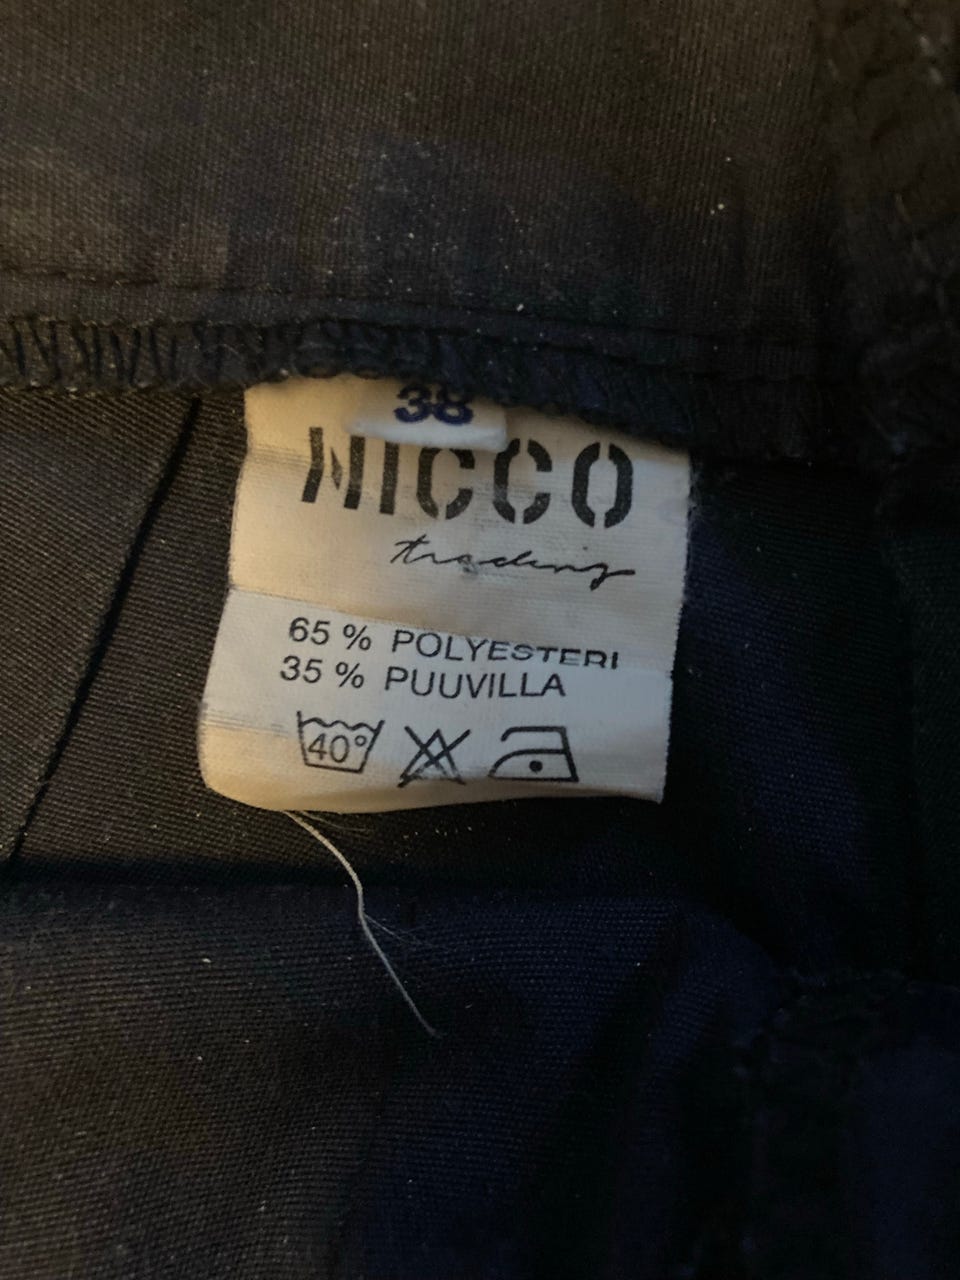 38
NICCO
trading
65 % POLYESTERI
35 % PUUVILLA
40°